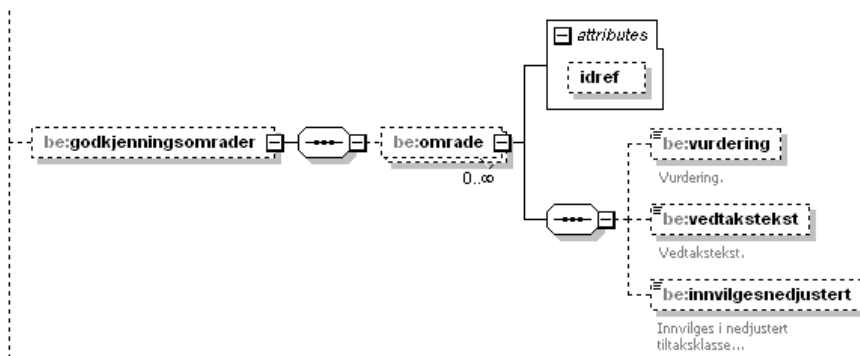 attributes
idref
be:godkjenningsomrader
be:omrade
0..∞
be:vurdering
Vurdering.
be:vedtakstekst
Vedtakstekst.
be:innvilgesnedjustert
Innvilges i nedjustert
tiltaksklasse...